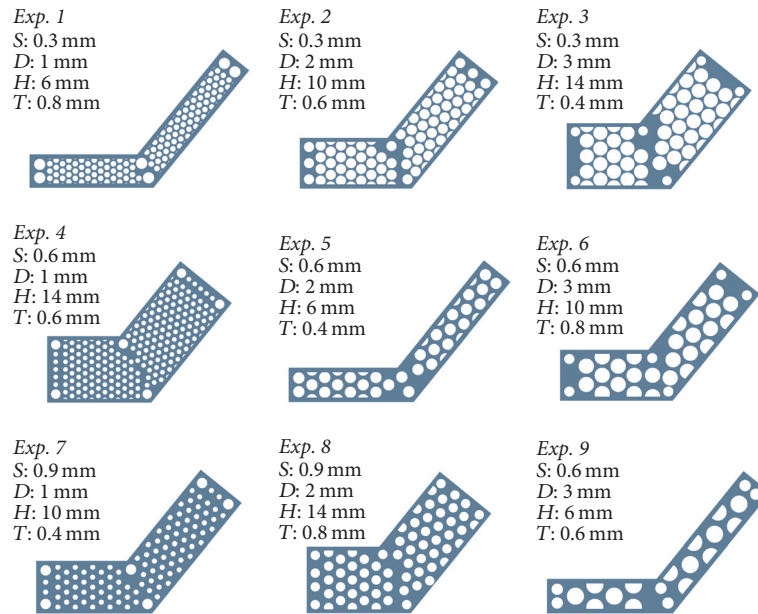 Exp. 1
S: 0.3 mm
D: 1 mm
H: 6 mm
T: 0.8 mm
Exp. 2
S: 0.3 mm
D: 2 mm
H: 10 mm
T: 0.6 mm
Exp. 3
S: 0.3 mm
D: 3 mm
H: 14 mm
T: 0.4 mm
Exp. 4
S: 0.6 mm
D: 1 mm
H: 14 mm
T: 0.6 mm
Exp. 5
S: 0.6 mm
D: 2 mm
H: 6 mm
T: 0.4 mm
Exp. 6
S: 0.6 mm
D: 3 mm
H: 10 mm
T: 0.8 mm
Exp. 7
S: 0.9 mm
D: 1 mm
H: 10 mm
T: 0.4 mm
Exp. 8
S: 0.9 mm
D: 2 mm
H: 14 mm
T: 0.8 mm
Exp. 9
S: 0.6 mm
D: 3 mm
H: 6 mm
T: 0.6 mm